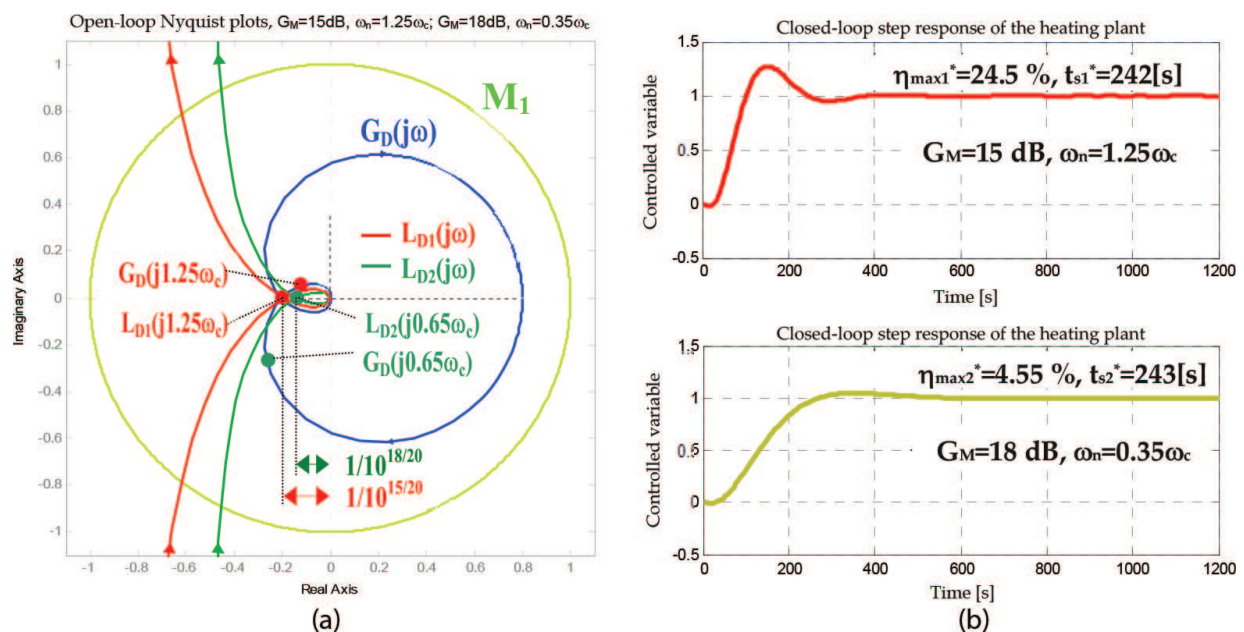 Open-loop Nyquist plots, G_M=15dB, ω_n=1.25ω_c; G_M=18dB, ω_n=0.35ω_c
M_1
G_D(jω)
L_D1(jω)
L_D2(jω)
G_D(j1.25ω_c)
L_D1(j1.25ω_c)
L_D2(j0.65ω_c)
G_D(j0.65ω_c)
1/10^18/20
1/10^15/20
Imaginary Axis
1
0.8
0.6
0.4
0.2
0
-0.2
-0.4
-0.6
-0.8
-1
-1 -0.8 -0.6 -0.4 -0.2 0 0.2 0.4 0.6 0.8 1
Real Axis
(a)
Closed-loop step response of the heating plant
η_max1*=24.5 %, t_s1*=242[s]
G_M=15 dB, ω_n=1.25ω_c
Controlled variable
1.5
1
0.5
0
-0.5
0 200 400 600 800 1000 1200
Time [s]
Closed-loop step response of the heating plant
η_max2*=4.55 %, t_s2*=243[s]
G_M=18 dB, ω_n=0.35ω_c
Controlled variable
1.5
1
0.5
0
-0.5
0 200 400 600 800 1000 1200
Time [s]
(b)